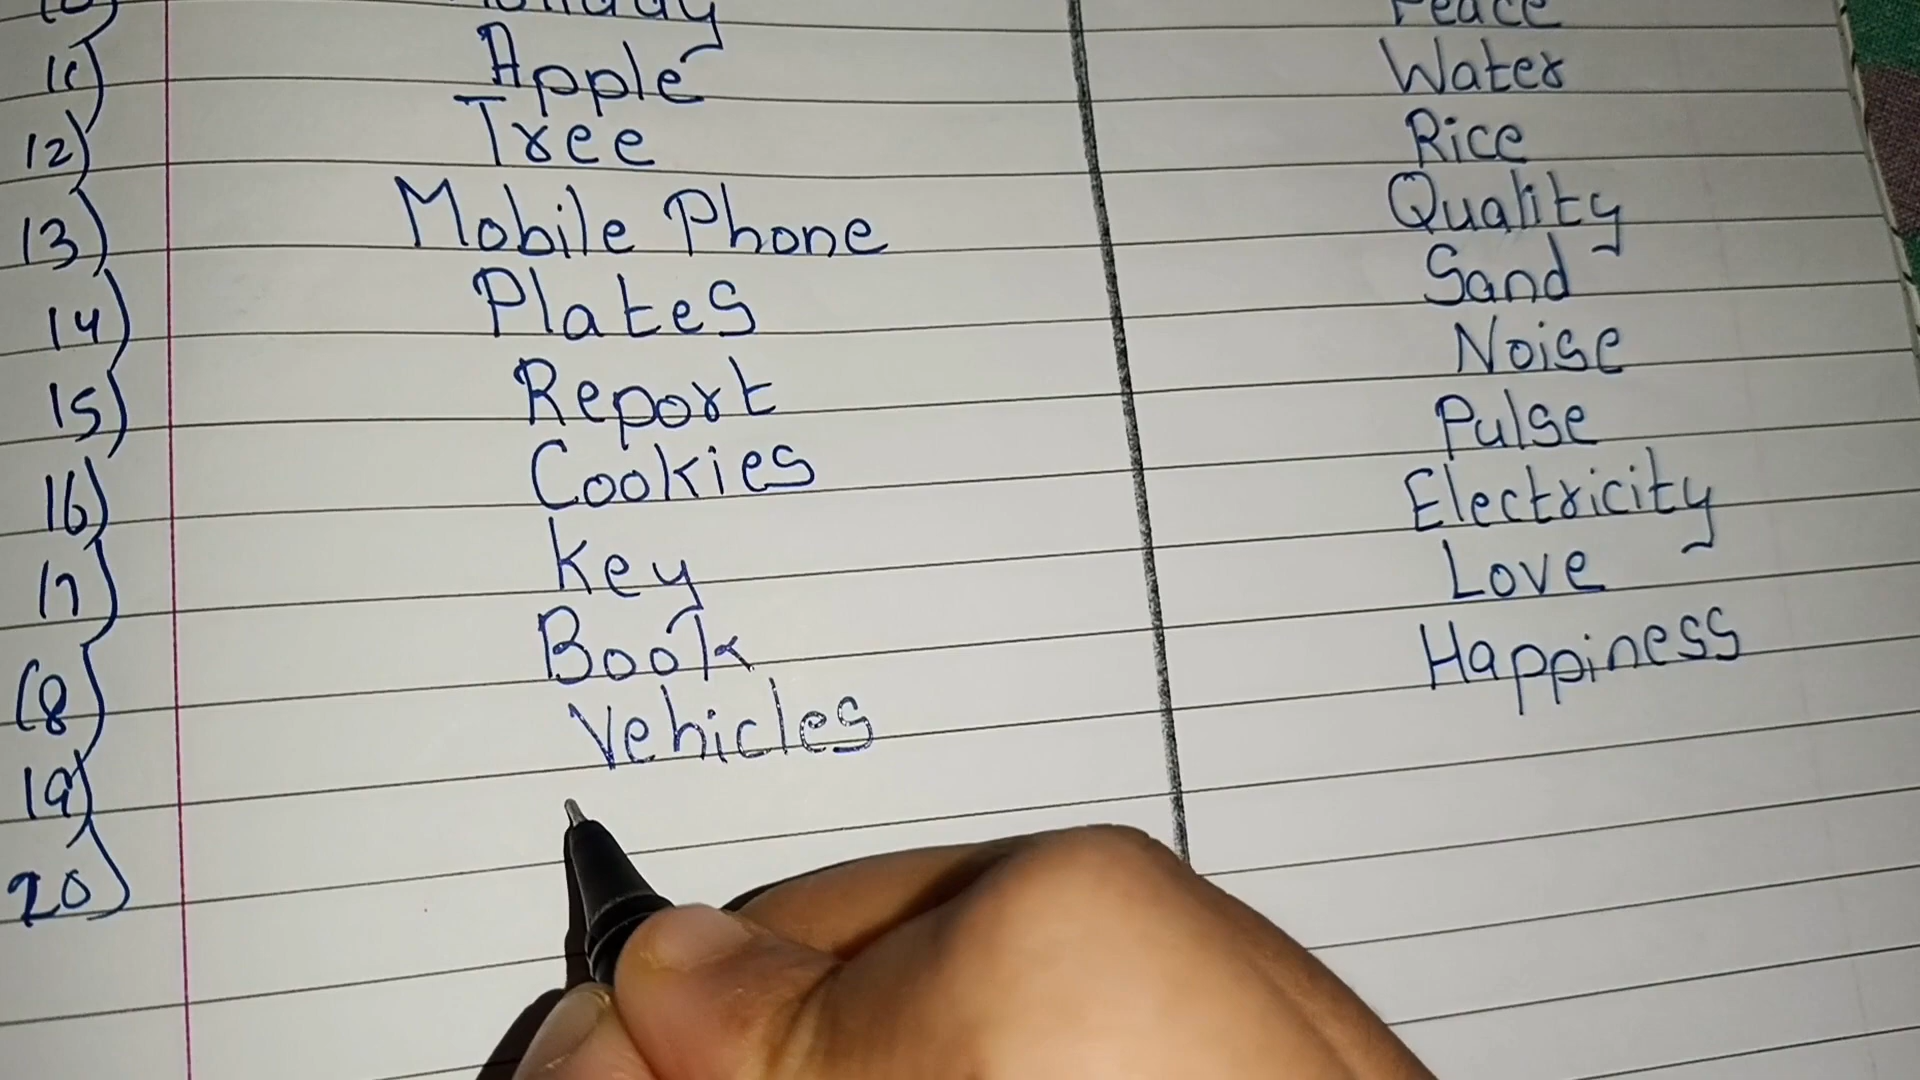 Peace
11) Apple Water
12) Tree Rice
13) Mobile Phone Quality
14) Plates Sand
15) Report Noise
16) Cookies Pulse
17) Key Electricity
18) Book Love
19) Vehicles Happiness
20)